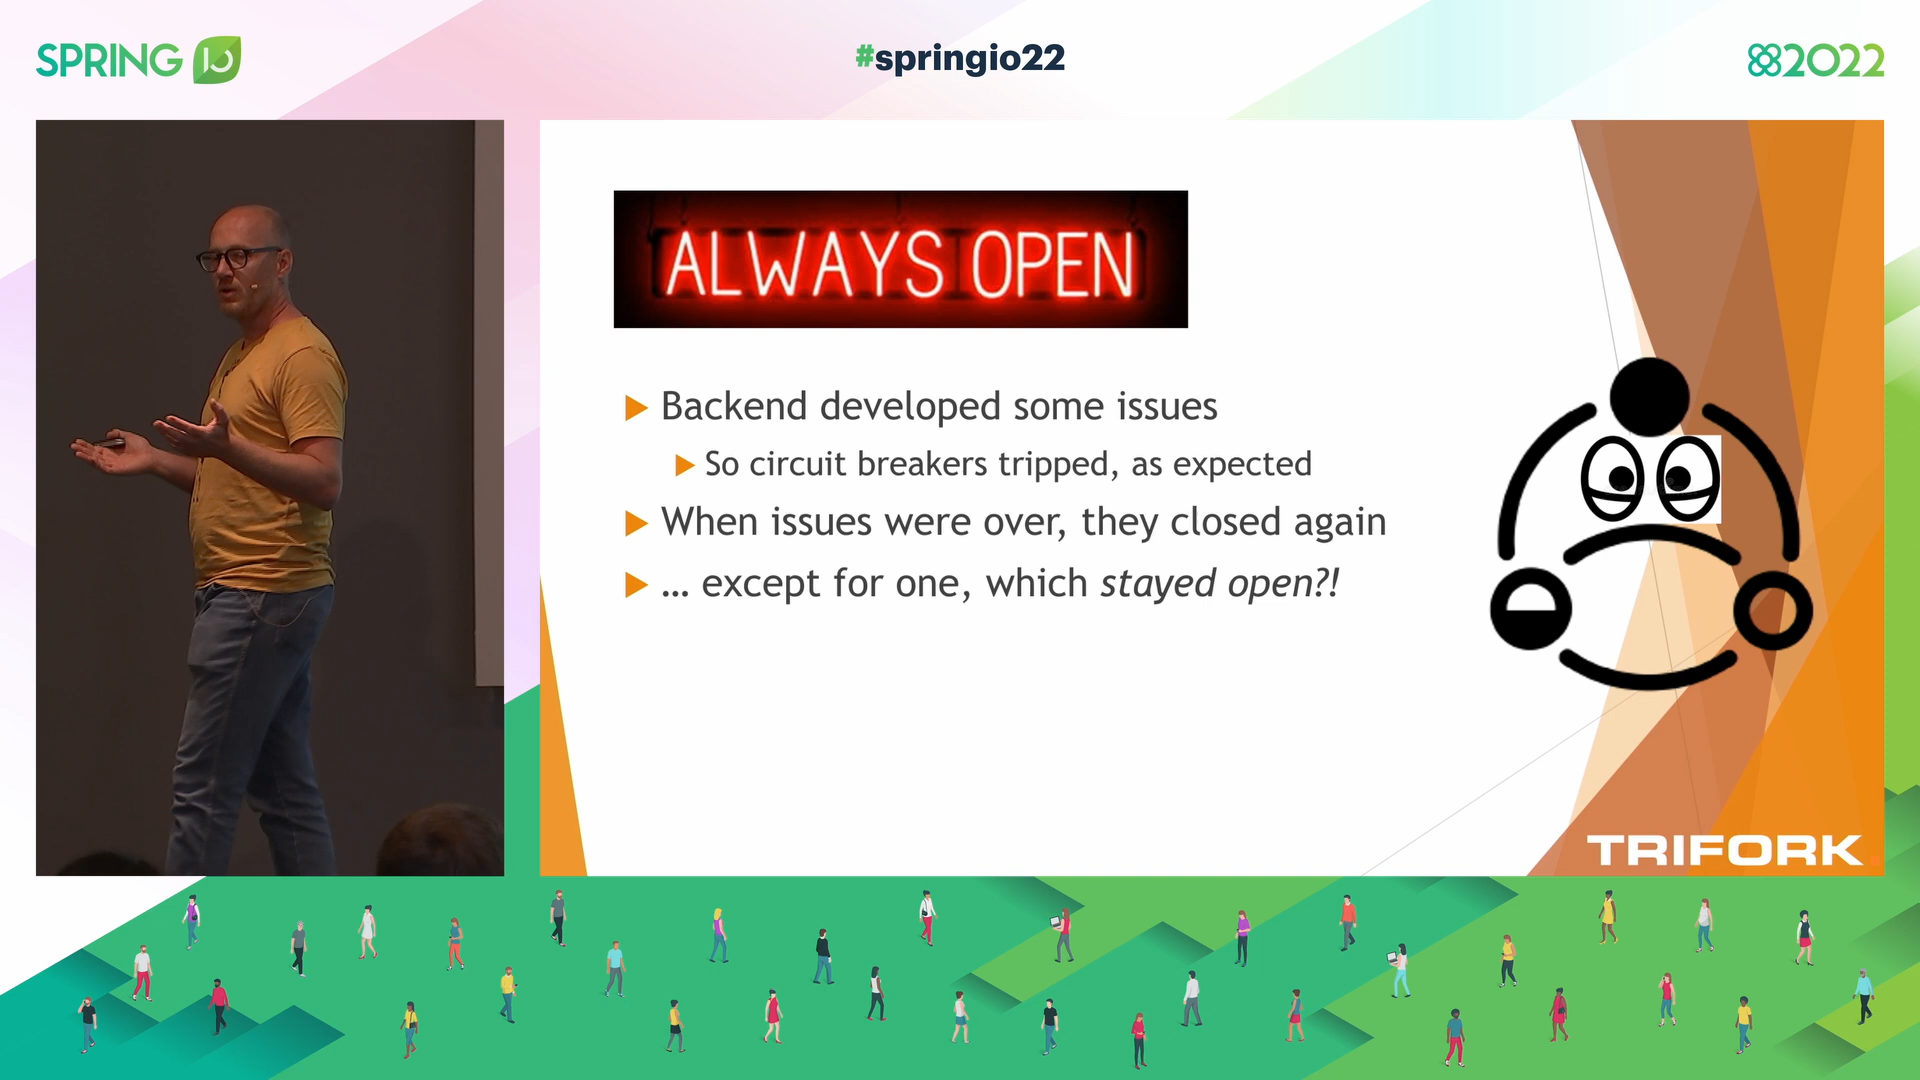 SPRING IO
#springio22
2022
ALWAYS OPEN
Backend developed some issues
So circuit breakers tripped, as expected
When issues were over, they closed again
... except for one, which stayed open?!
TRIFORK